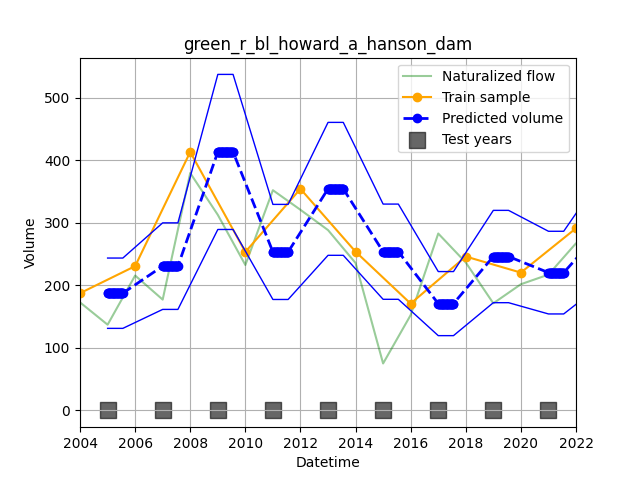 green_r_bl_howard_a_hanson_dam
Naturalized flow
Train sample
Predicted volume
Test years
Volume
500
400
300
200
100
0
2004 2006 2008 2010 2012 2014 2016 2018 2020 2022
Datetime